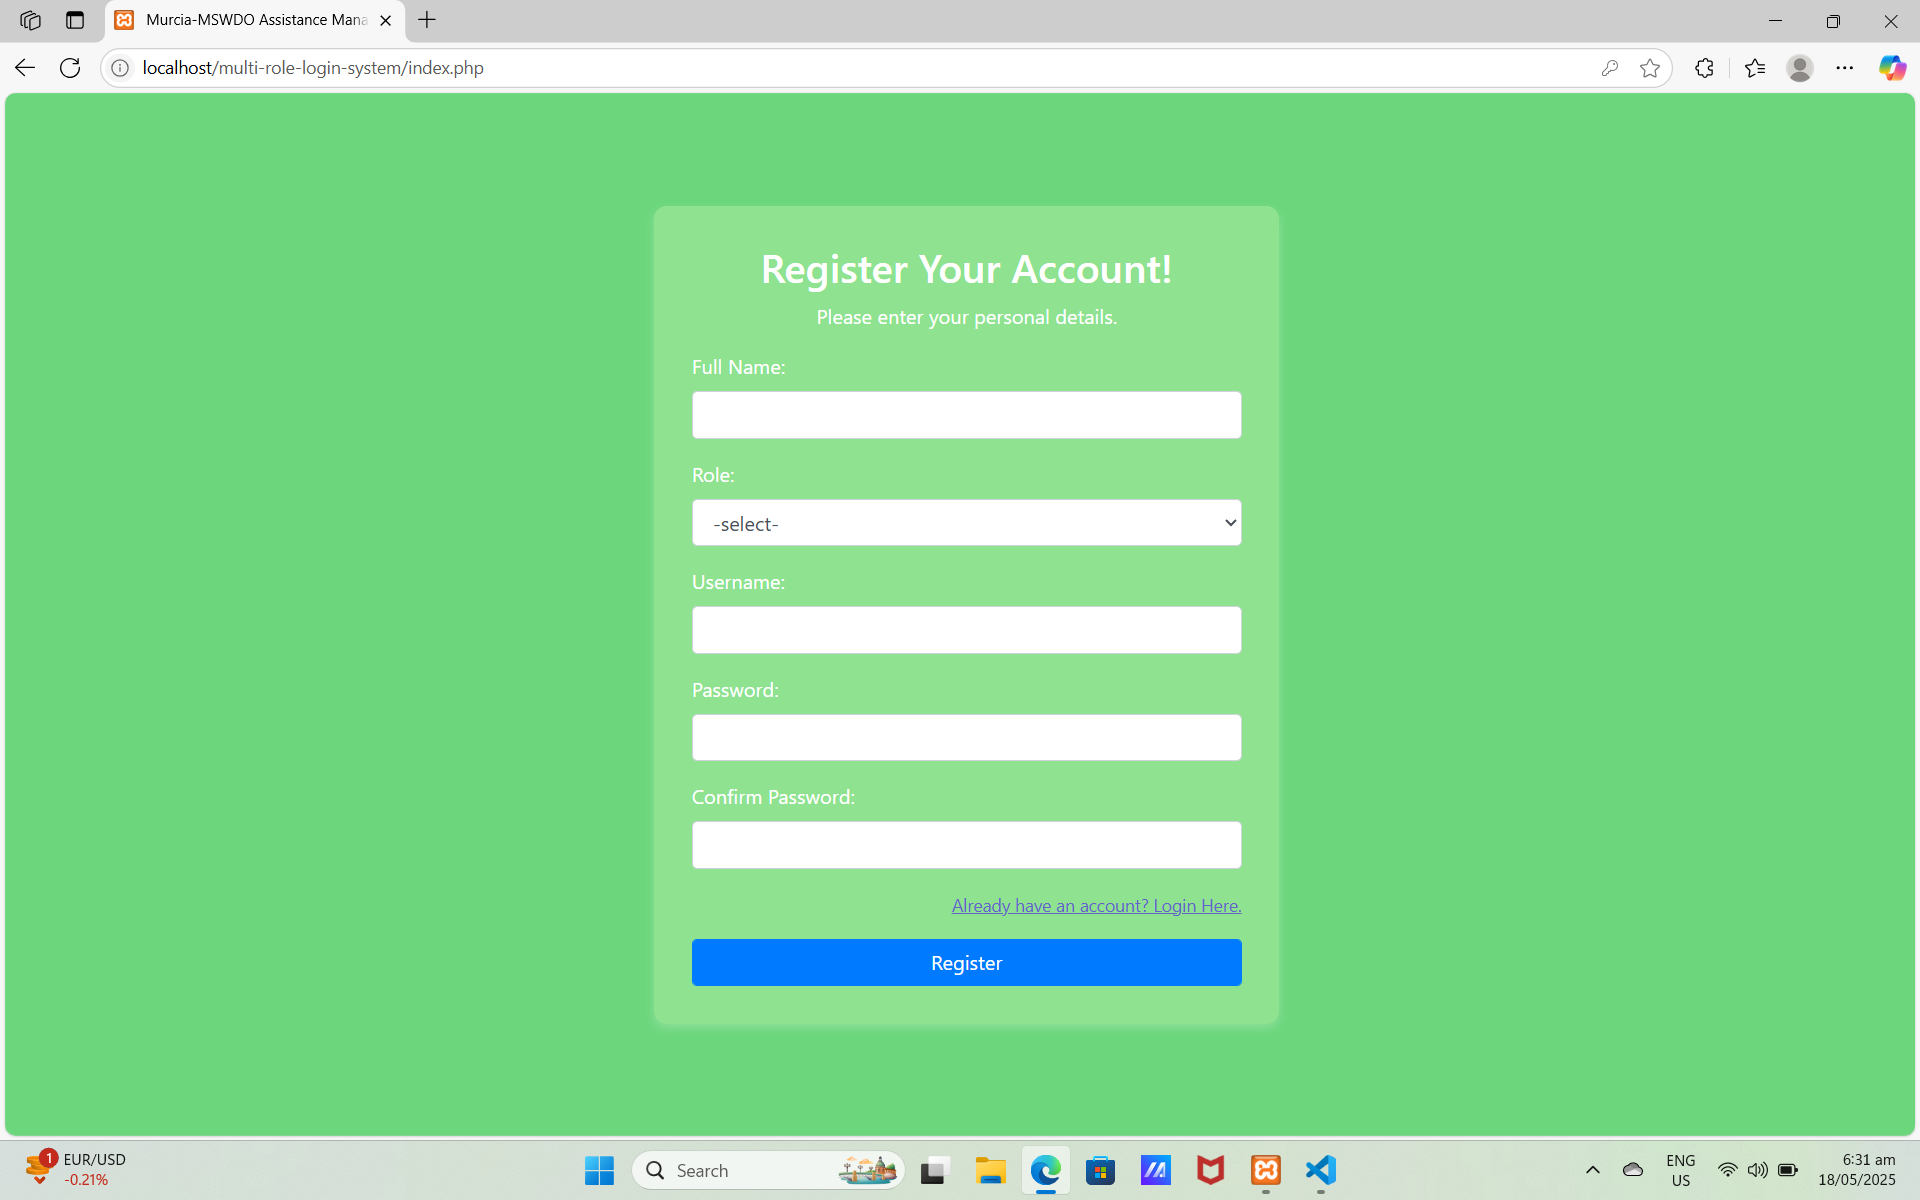 Murcia-MSWDO Assistance Mana
localhost/multi-role-login-system/index.php
Register Your Account!
Please enter your personal details.
Full Name:
Role:
-select-
Username:
Password:
Confirm Password:
Already have an account? Login Here.
Register
1
EUR/USD
-0.21%
Search
ENG
US
6:31 am
18/05/2025